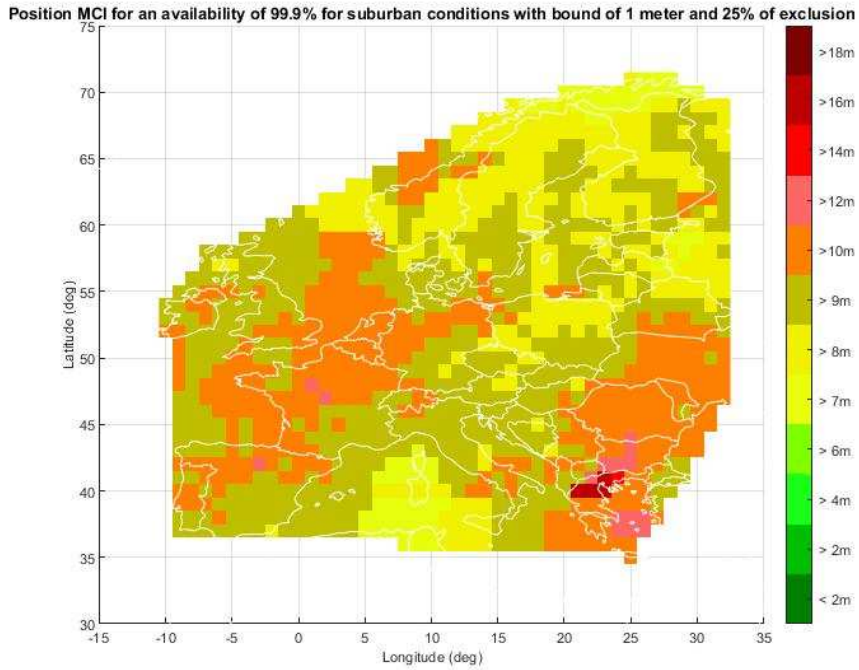 Position MCI for an availability of 99.9% for suburban conditions with bound of 1 meter and 25% of exclusion
75
70
65
60
55
50
45
40
35
30
Latitude (deg)
-15 -10 -5 0 5 10 15 20 25 30 35
Longitude (deg)
>18m
>16m
>14m
>12m
>10m
> 9m
> 8m
> 7m
> 6m
> 4m
> 2m
< 2m